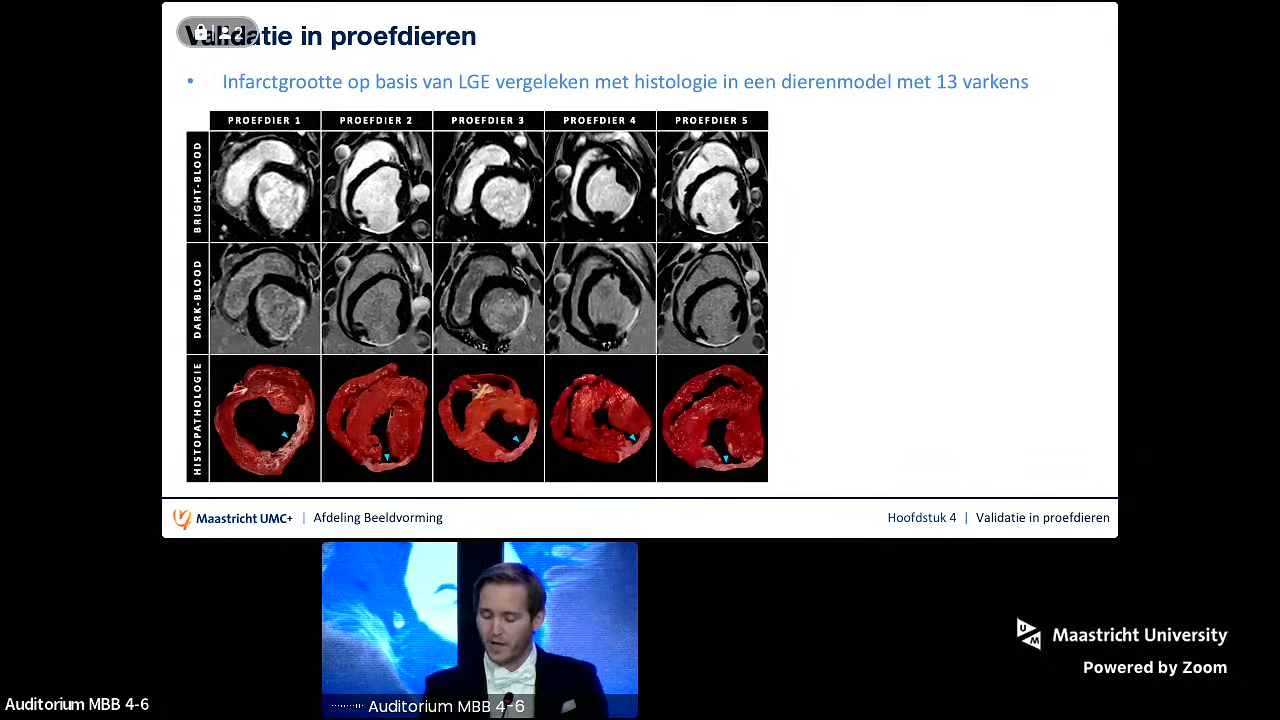 Validatie in proefdieren
2
• Infarctgrootte op basis van LGE vergeleken met histologie in een dierenmodel met 13 varkens
PROEFDIER 1 PROEFDIER 2 PROEFDIER 3 PROEFDIER 4 PROEFDIER 5
BRIGHT-BLOOD
DARK-BLOOD
HISTOPATHOLOGIE
Maastricht UMC+ | Afdeling Beeldvorming
Hoofdstuk 4 | Validatie in proefdieren
UM Maastricht University
Powered by Zoom
Auditorium MBB 4-6
Auditorium MBB 4-6